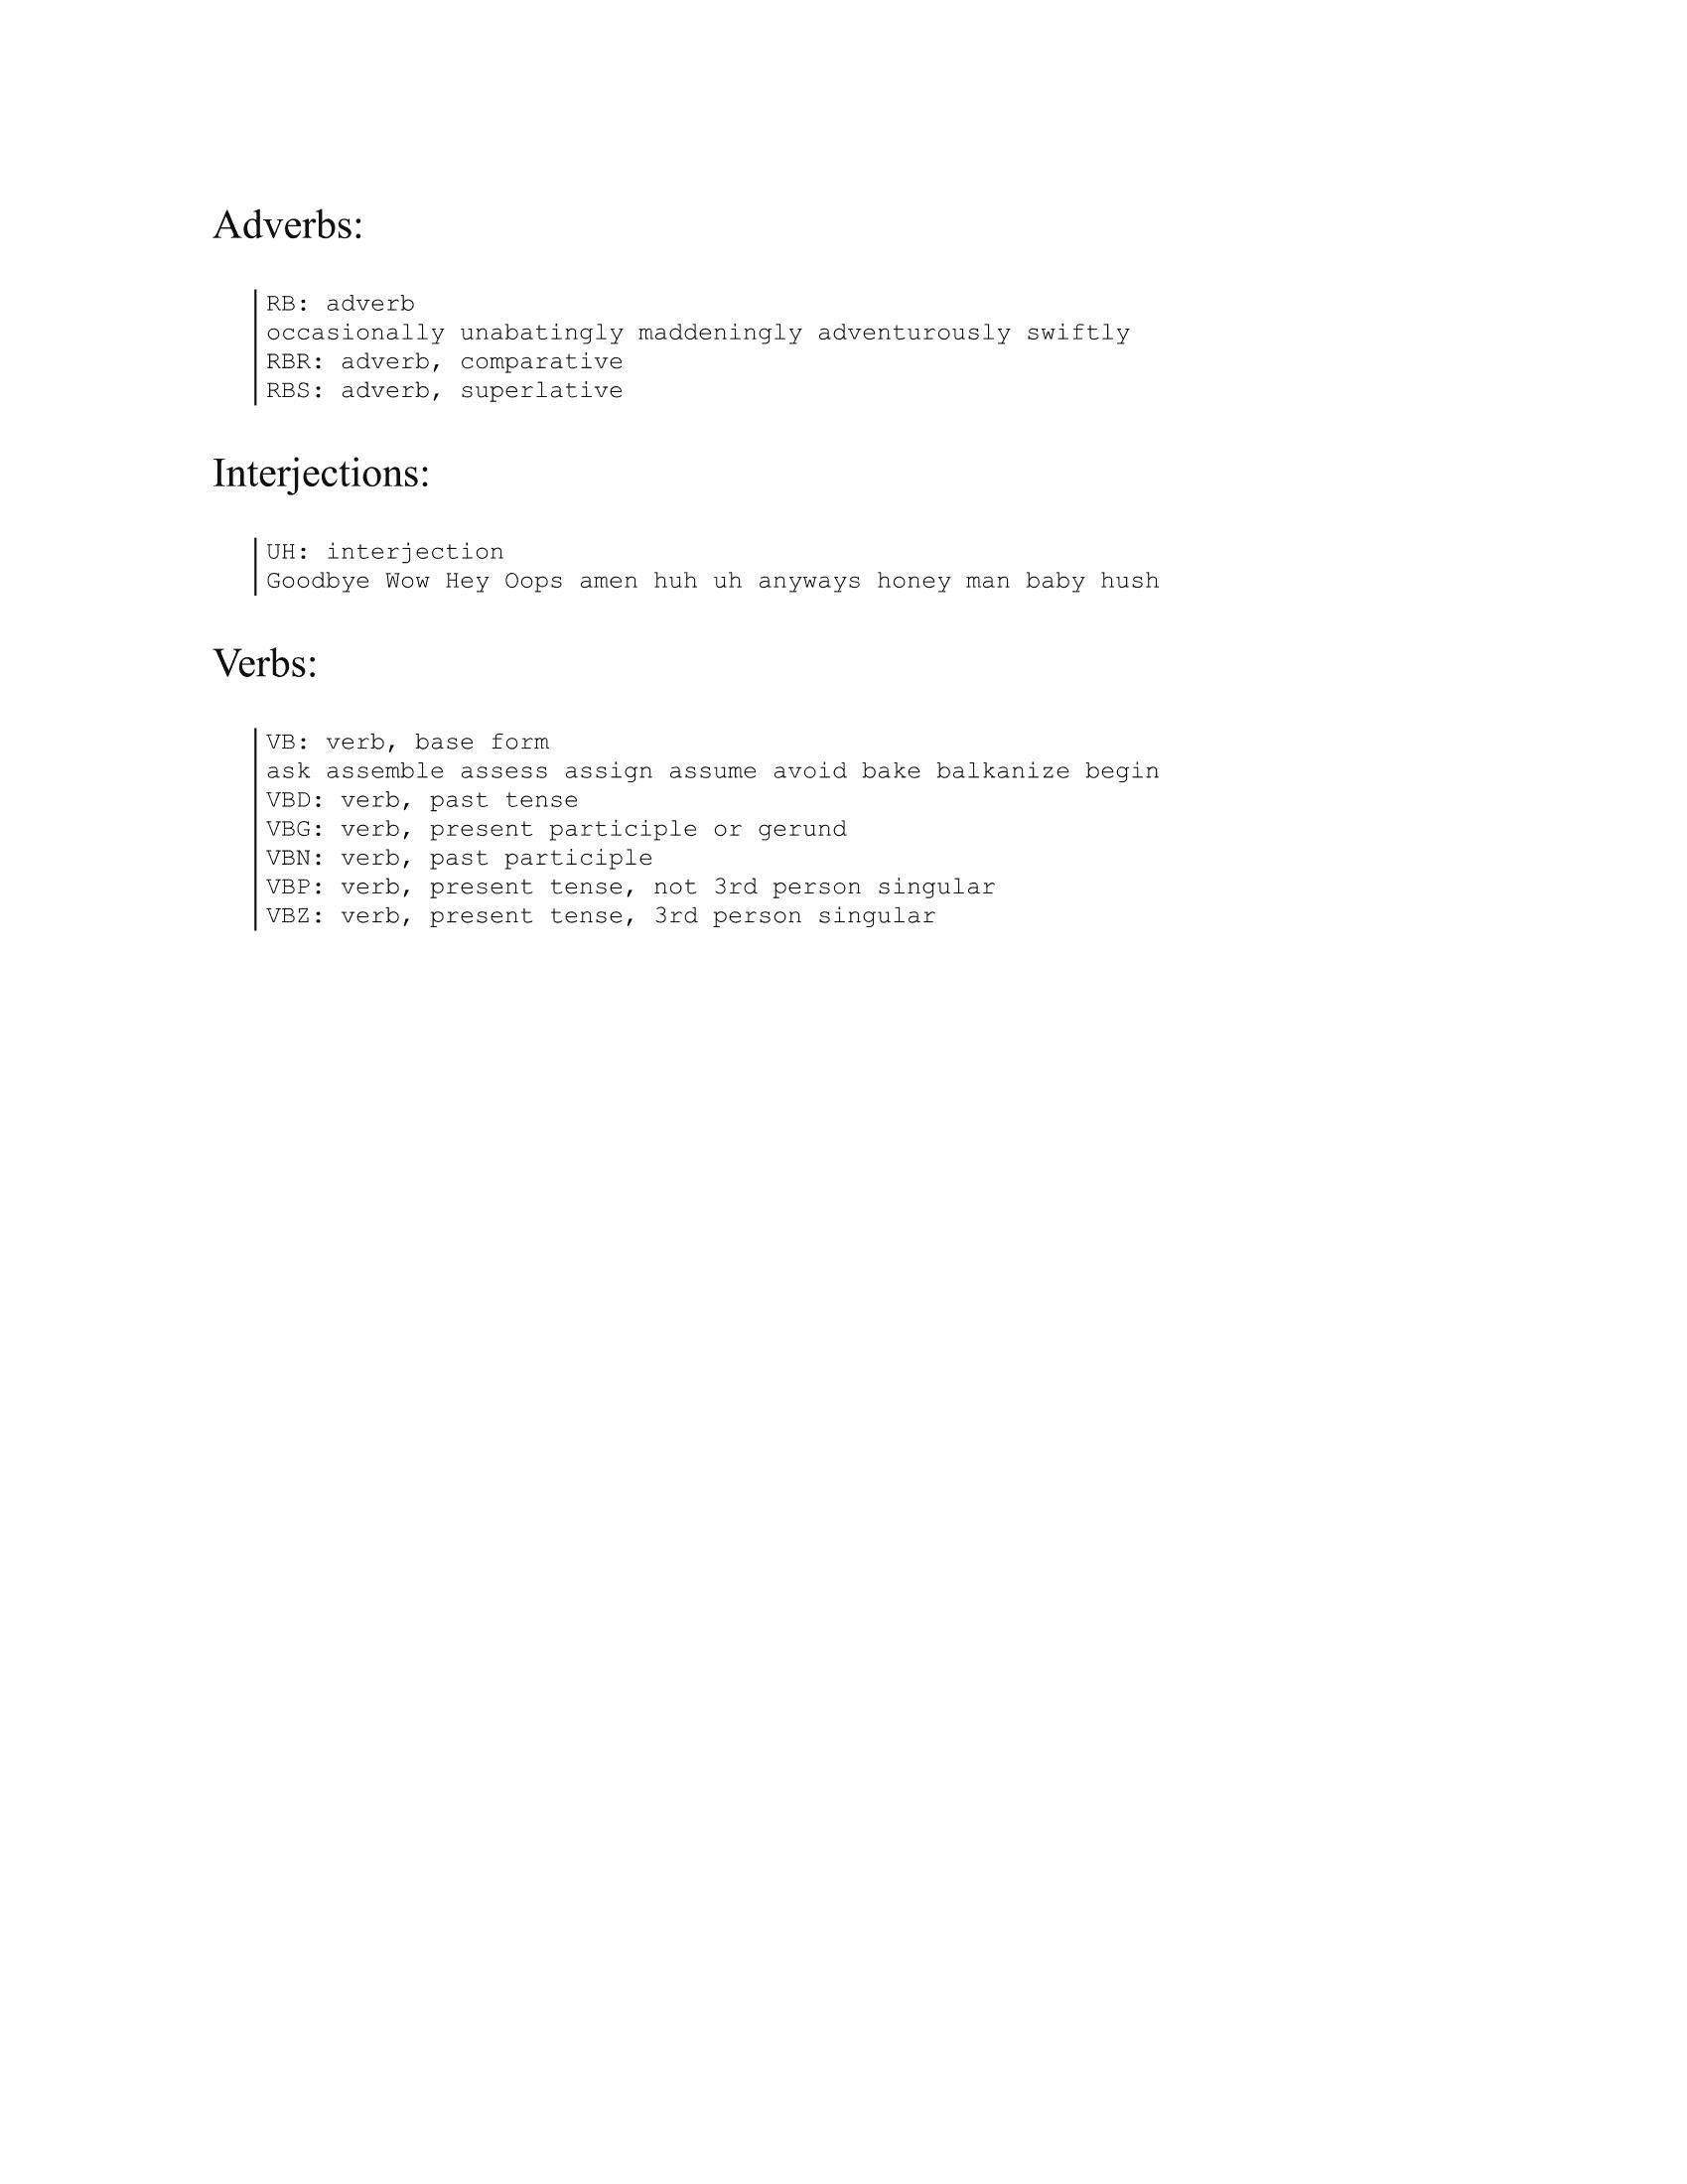 Adverbs:
RB: adverb
occasionally unabatingly maddeningly adventurously swiftly
RBR: adverb, comparative
RBS: adverb, superlative
Interjections:
UH: interjection
Goodbye Wow Hey Oops amen huh uh anyways honey man baby hush
Verbs:
VB: verb, base form
ask assemble assess assign assume avoid bake balkanize begin
VBD: verb, past tense
VBG: verb, present participle or gerund
VBN: verb, past participle
VBP: verb, present tense, not 3rd person singular
VBZ: verb, present tense, 3rd person singular